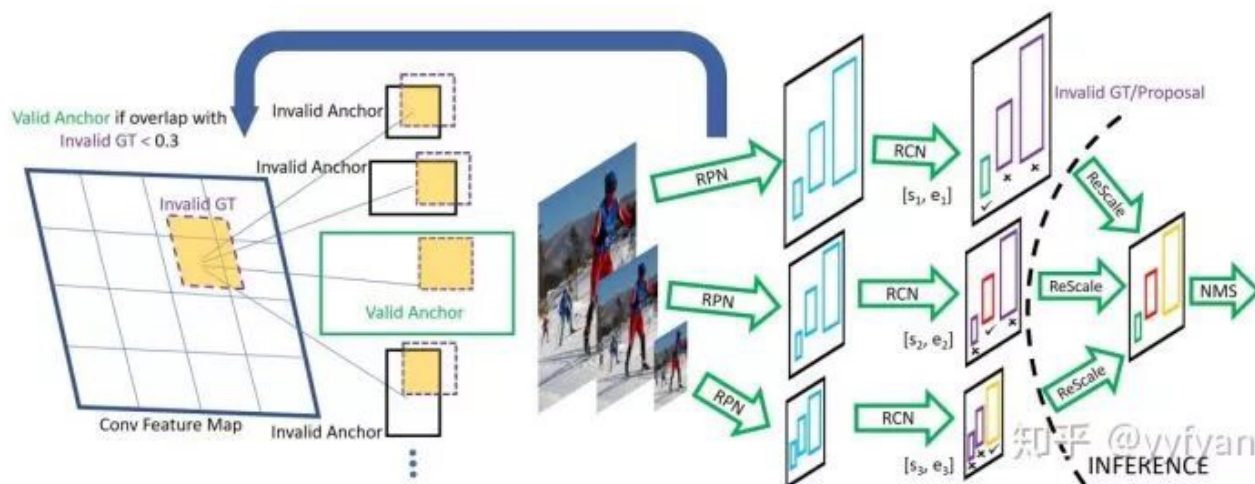 Valid Anchor if overlap with
Invalid GT < 0.3
Invalid GT
Conv Feature Map
Invalid Anchor
Invalid Anchor
Valid Anchor
Invalid Anchor
RPN
RPN
RPN
RCN
[s₁, e₁]
RCN
[s₂, e₂]
RCN
[s₃, e₃]
Invalid GT/Proposal
ReScale
ReScale
ReScale
NMS
INFERENCE
知乎 @yyfyan